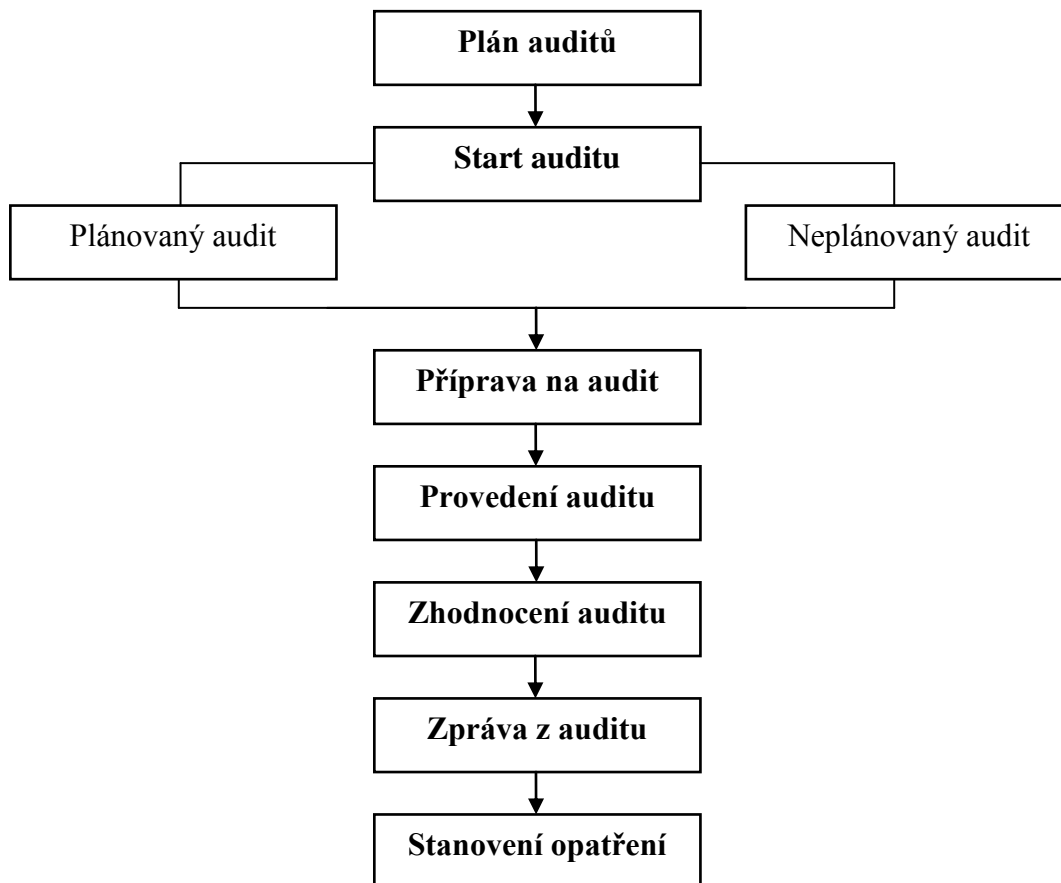 Plán auditů
Start auditu
Plánovaný audit
Neplánovaný audit
Příprava na audit
Provedení auditu
Zhodnocení auditu
Zpráva z auditu
Stanovení opatření